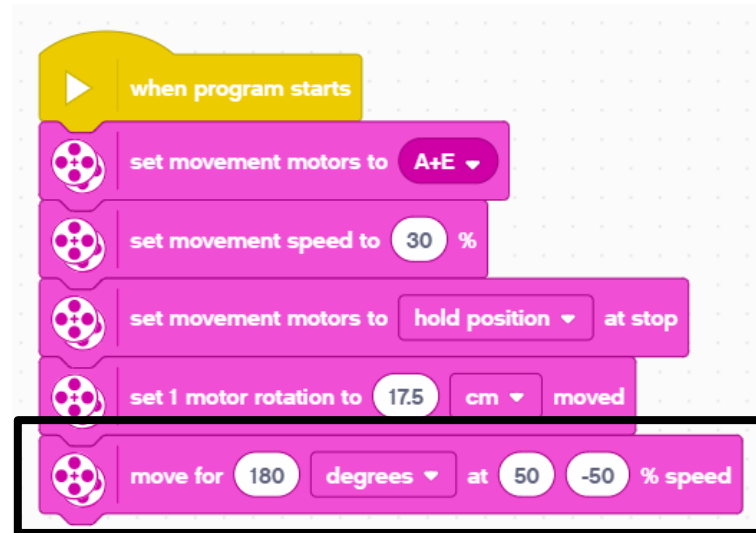 when program starts
set movement motors to A+E
set movement speed to 30 %
set movement motors to hold position at stop
set 1 motor rotation to 17.5 cm moved
move for 180 degrees at 50 -50 % speed